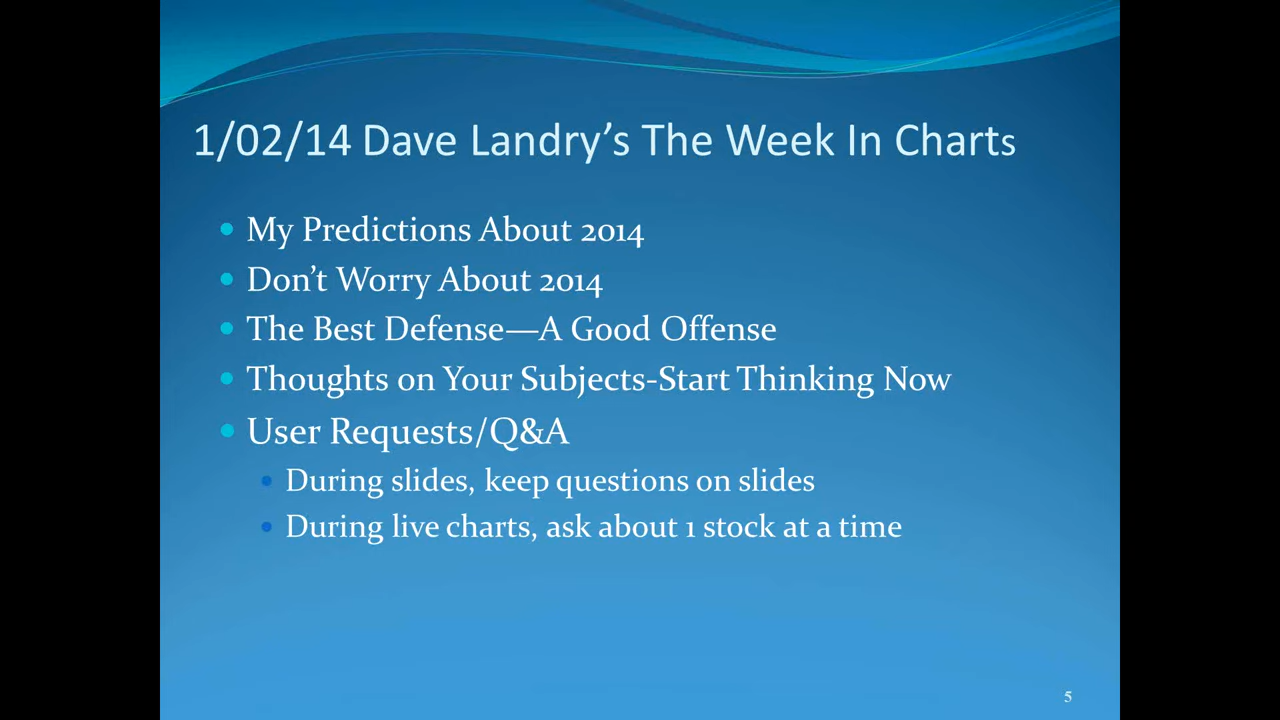 1/02/14 Dave Landry’s The Week In Charts
My Predictions About 2014
Don’t Worry About 2014
The Best Defense—A Good Offense
Thoughts on Your Subjects-Start Thinking Now
User Requests/Q&A
During slides, keep questions on slides
During live charts, ask about 1 stock at a time
5